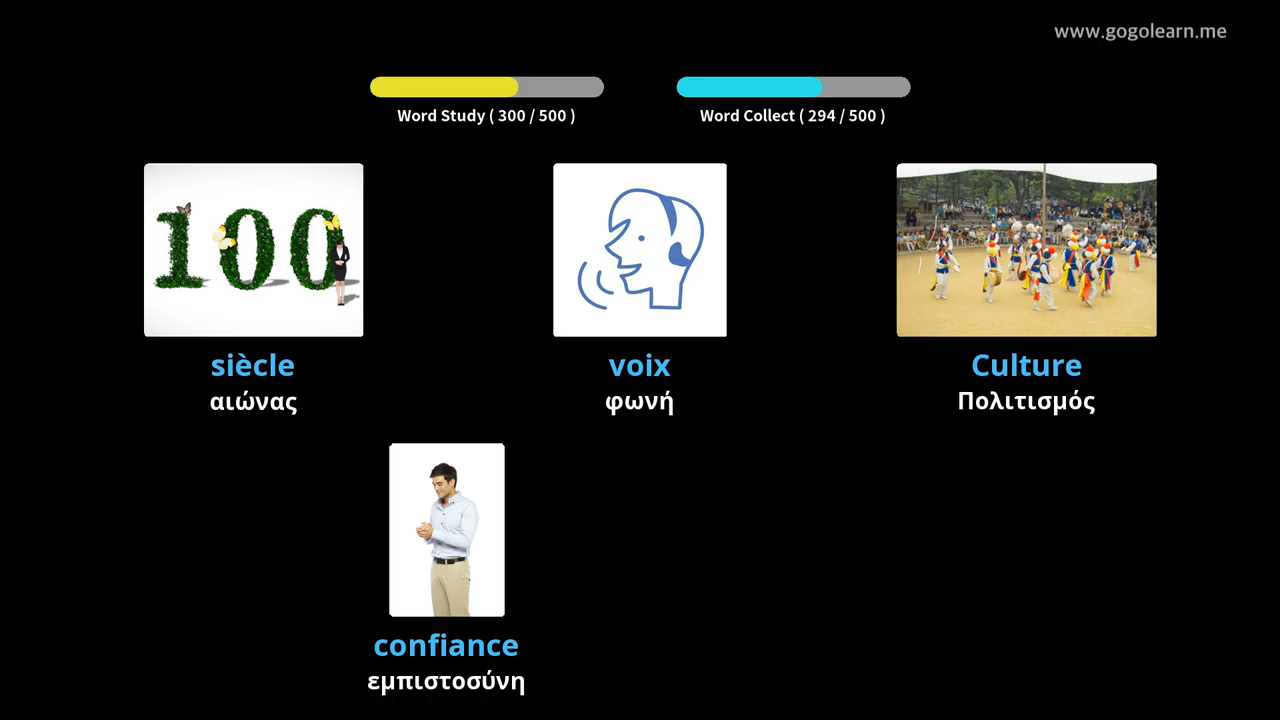 www.gogolearn.me
Word Study ( 300 / 500 )
Word Collect ( 294 / 500 )
100
siècle
αιώνας
voix
φωνή
Culture
Πολιτισμός
confiance
εμπιστοσύνη